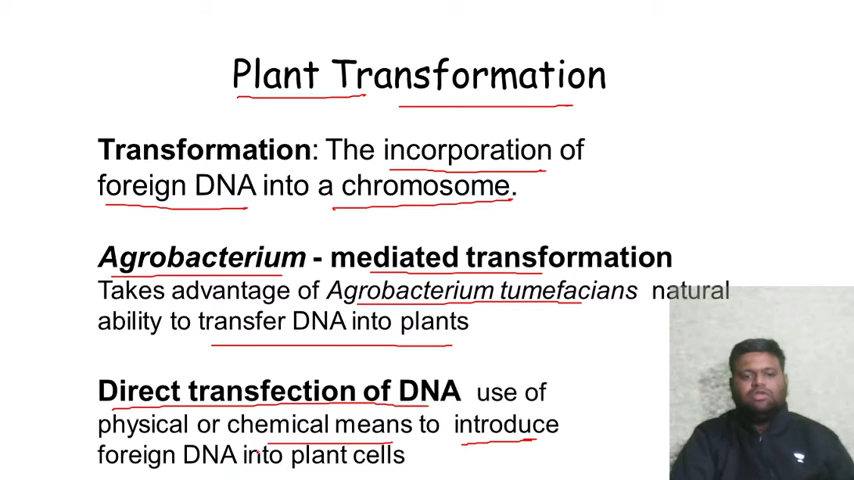 Plant Transformation
Transformation: The incorporation of
foreign DNA into a chromosome.
Agrobacterium - mediated transformation
Takes advantage of Agrobacterium tumefacians natural
ability to transfer DNA into plants
Direct transfection of DNA use of
physical or chemical means to introduce
foreign DNA into plant cells